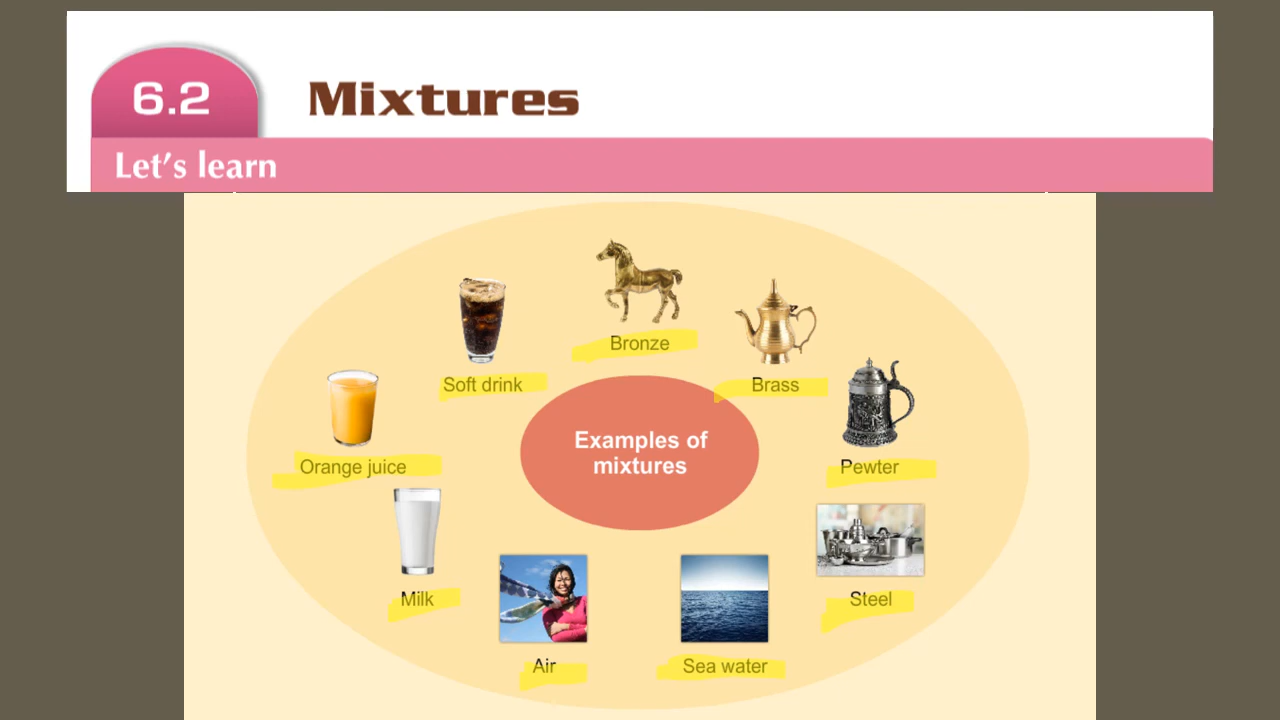 6.2
Mixtures
Let's learn
Bronze
Soft drink
Brass
Examples of
mixtures
Orange juice
Pewter
Milk
Steel
Air
Sea water